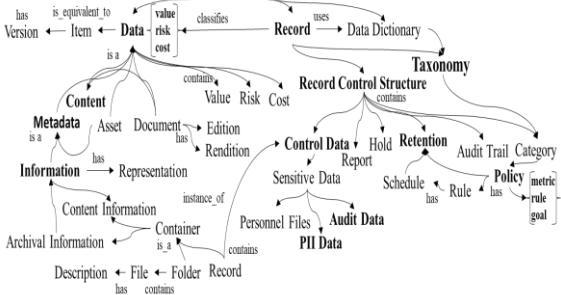 has
is_equivalent_to
Version
Item
Data
value
risk
cost
classifies
Record
uses
Data Dictionary
is a
Taxonomy
Content
contains
Value
Risk
Cost
Record Control Structure
contains
Metadata
Asset
Document
Edition
has
Rendition
is a
Control Data
Hold
Report
Retention
Audit Trail
Category
Information
has
Representation
Sensitive Data
Schedule
has
Rule
has
Policy
metric
rule
goal
instance_of
Content Information
Container
Personnel Files
Audit Data
PII Data
Archival Information
is_a
contains
Description
File
Folder
Record
has
contains